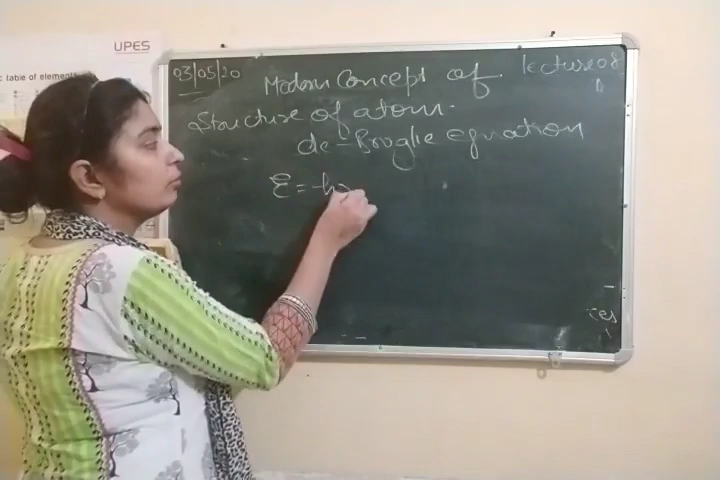 UPES
c table of elements
03/05/20
lecture 08
Modern Concept of
Structure of atom.
de-Broglie equation
E = hν
ces